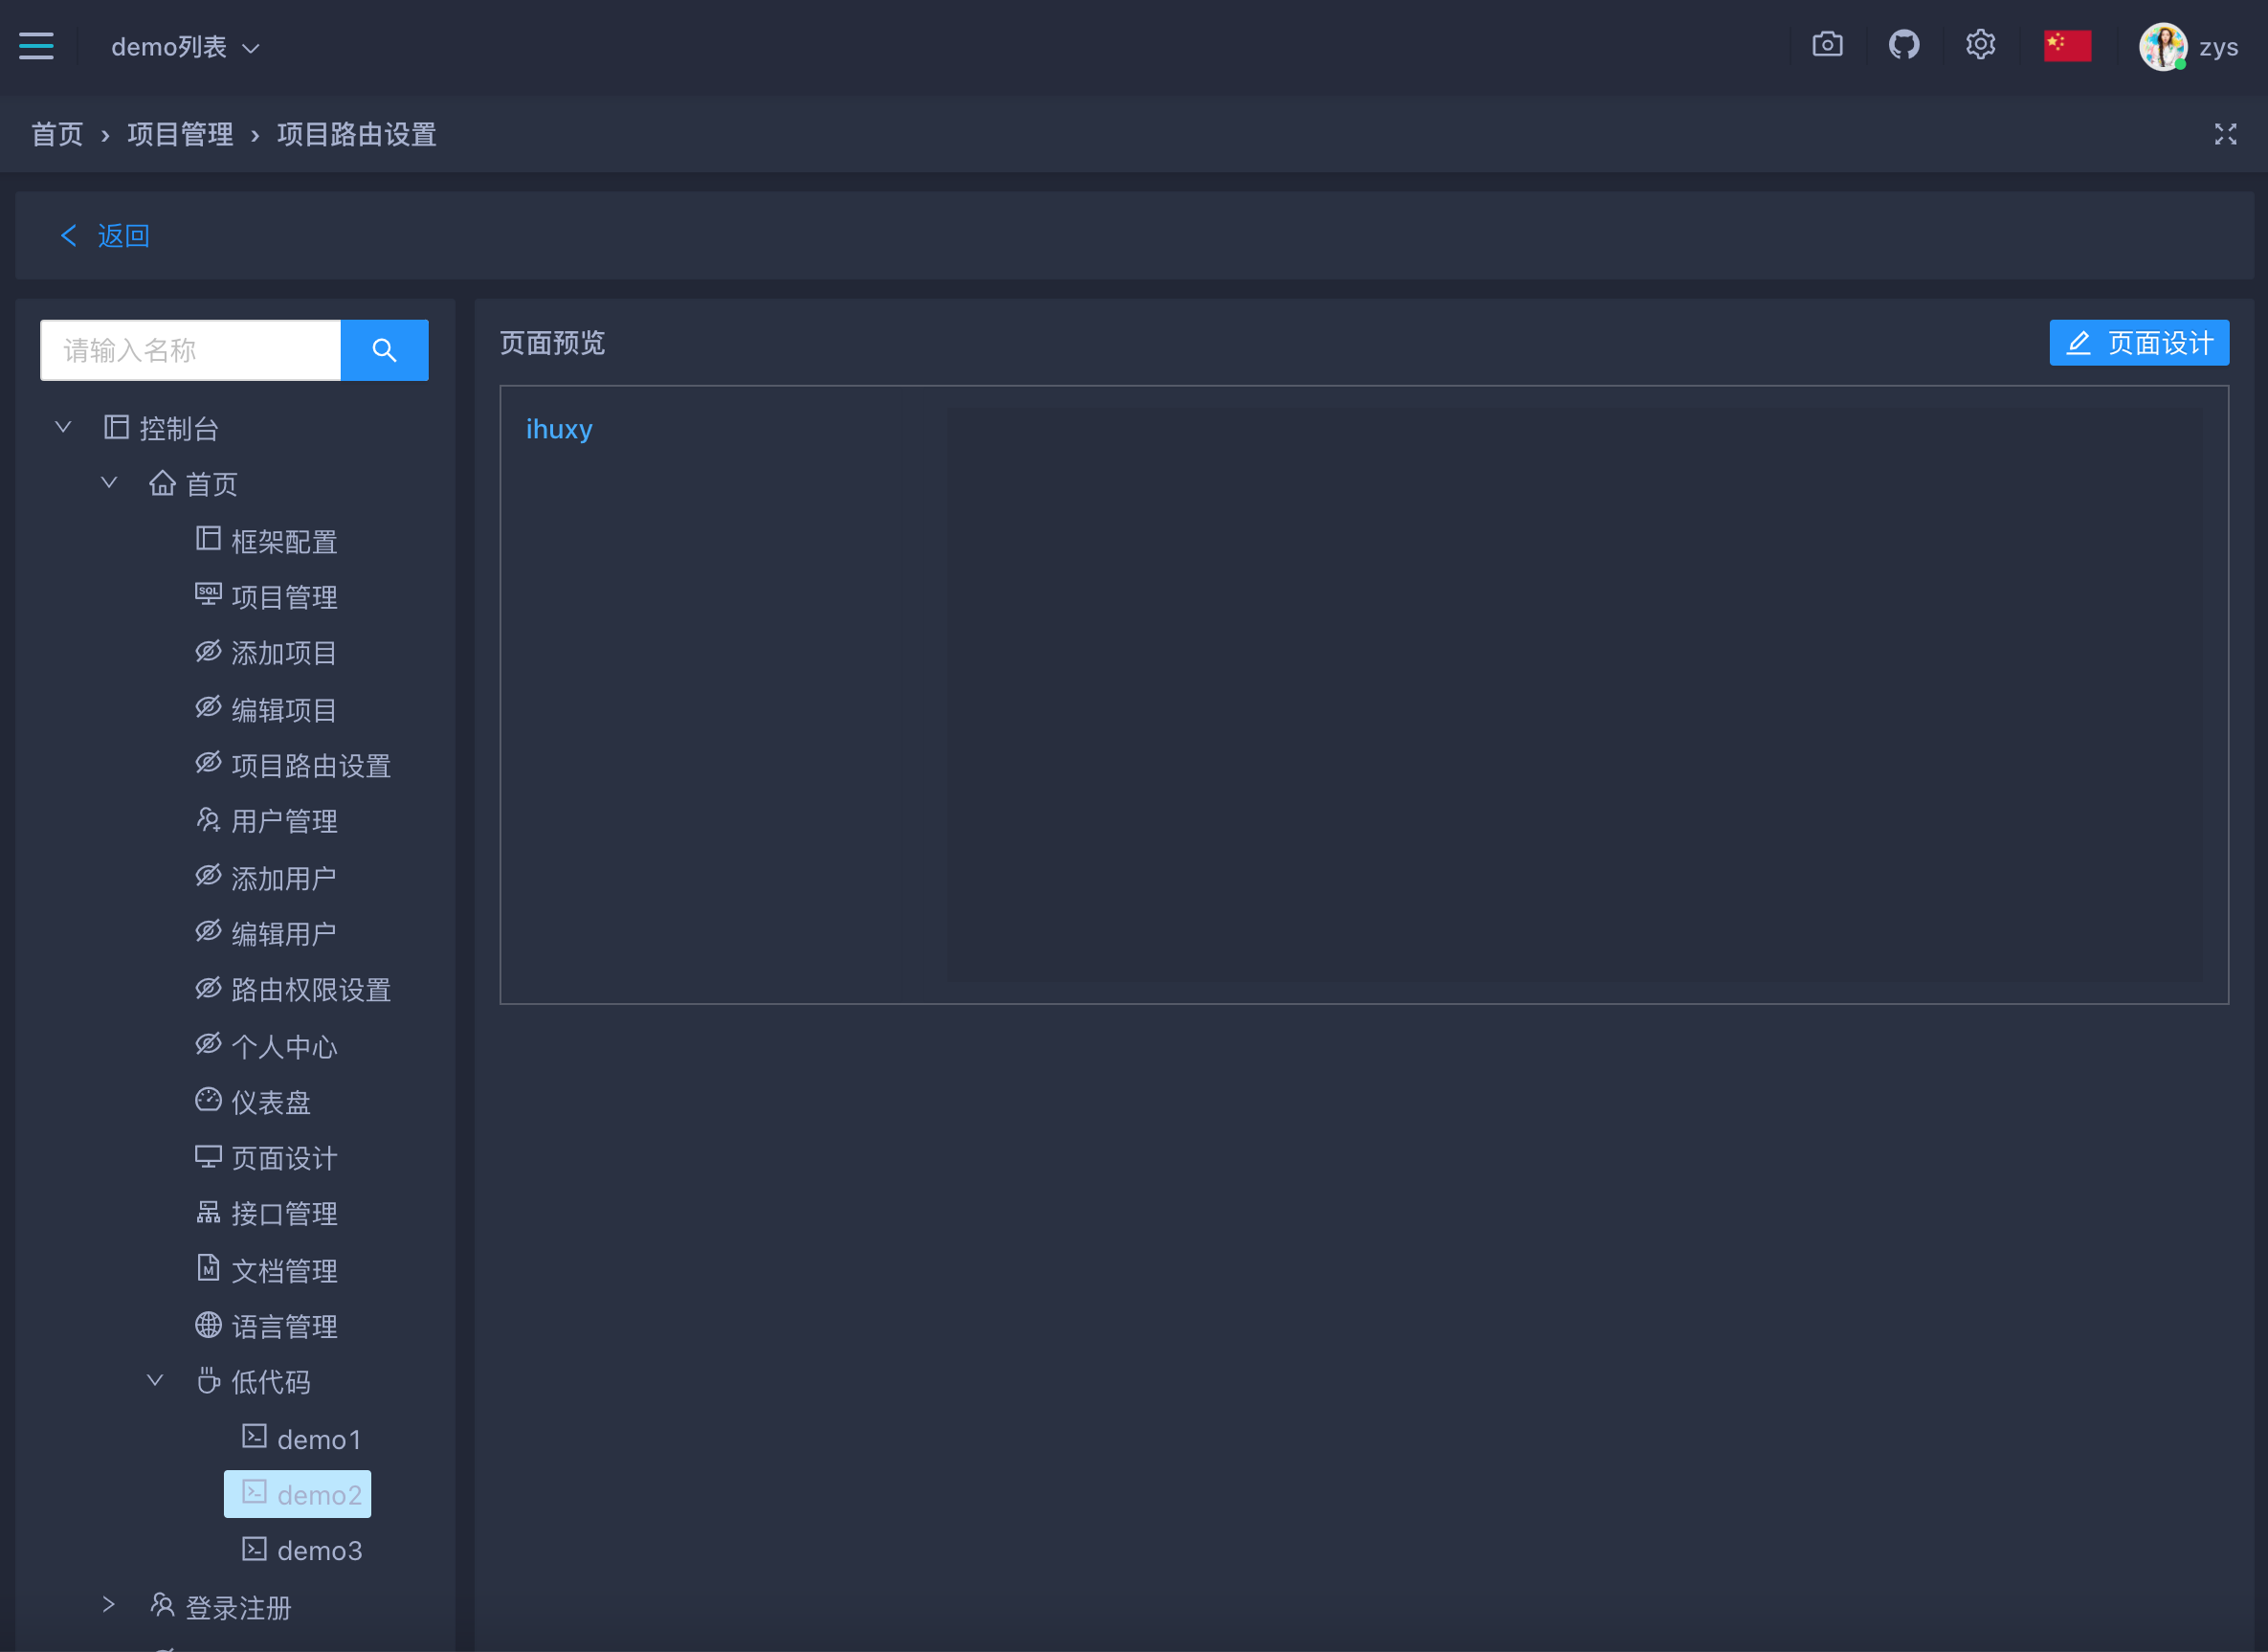 demo列表
zys
首页 › 项目管理 › 项目路由设置
返回
请输入名称
控制台
首页
框架配置
SQL 项目管理
添加项目
编辑项目
项目路由设置
用户管理
添加用户
编辑用户
路由权限设置
个人中心
仪表盘
页面设计
接口管理
M 文档管理
语言管理
低代码
demo1
demo2
demo3
登录注册
页面预览
页面设计
ihuxy